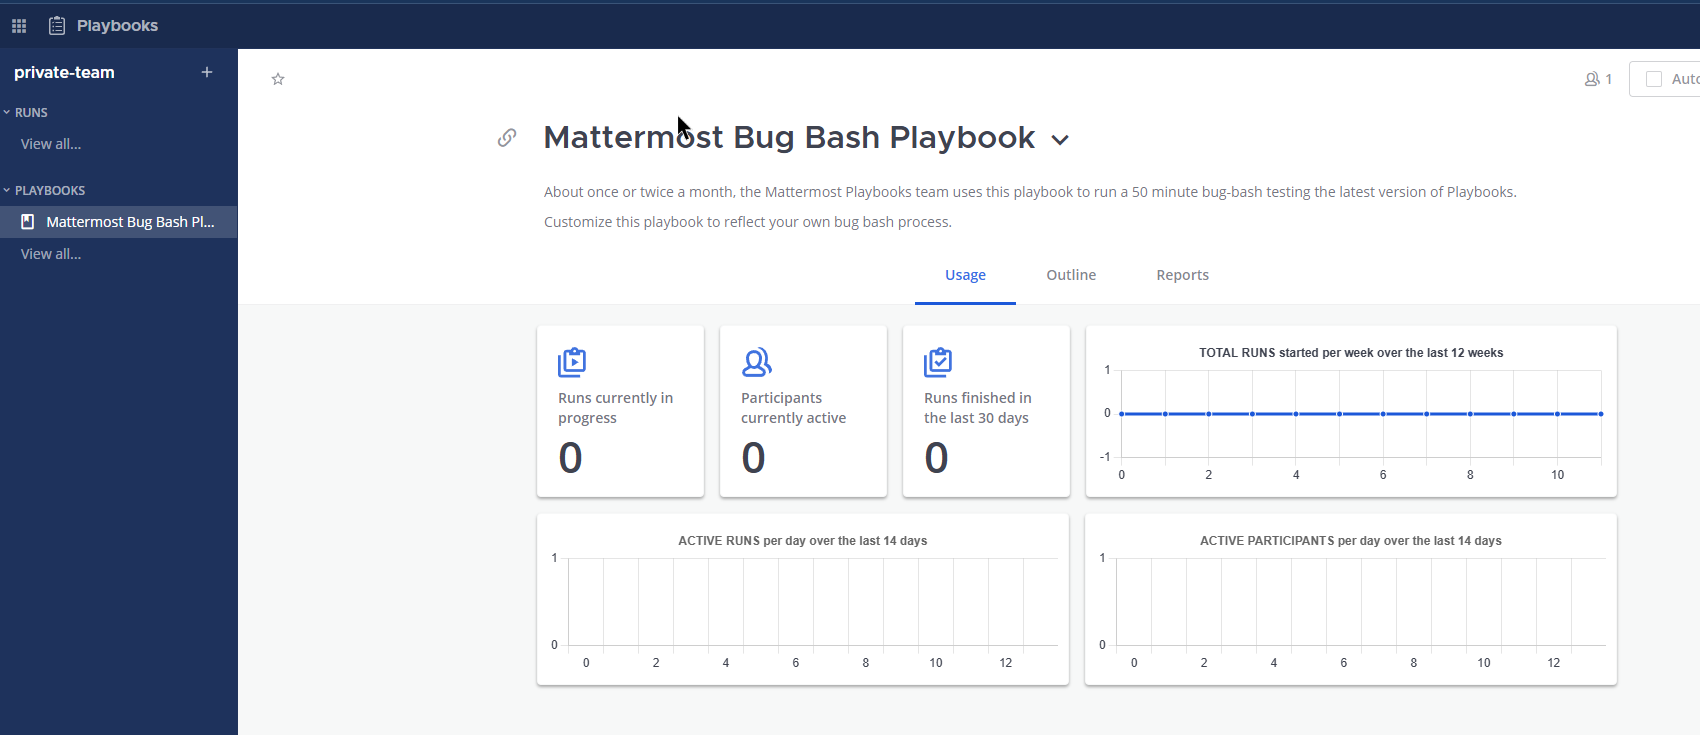 Playbooks
private-team
RUNS
View all...
PLAYBOOKS
Mattermost Bug Bash Pl...
View all...
1
Auto
Mattermost Bug Bash Playbook
About once or twice a month, the Mattermost Playbooks team uses this playbook to run a 50 minute bug-bash testing the latest version of Playbooks.
Customize this playbook to reflect your own bug bash process.
Usage Outline Reports
Runs currently in
progress
0
Participants
currently active
0
Runs finished in
the last 30 days
0
TOTAL RUNS started per week over the last 12 weeks
1
0
-1
0 2 4 6 8 10
ACTIVE RUNS per day over the last 14 days
1
0
0 2 4 6 8 10 12
ACTIVE PARTICIPANTS per day over the last 14 days
1
0
0 2 4 6 8 10 12